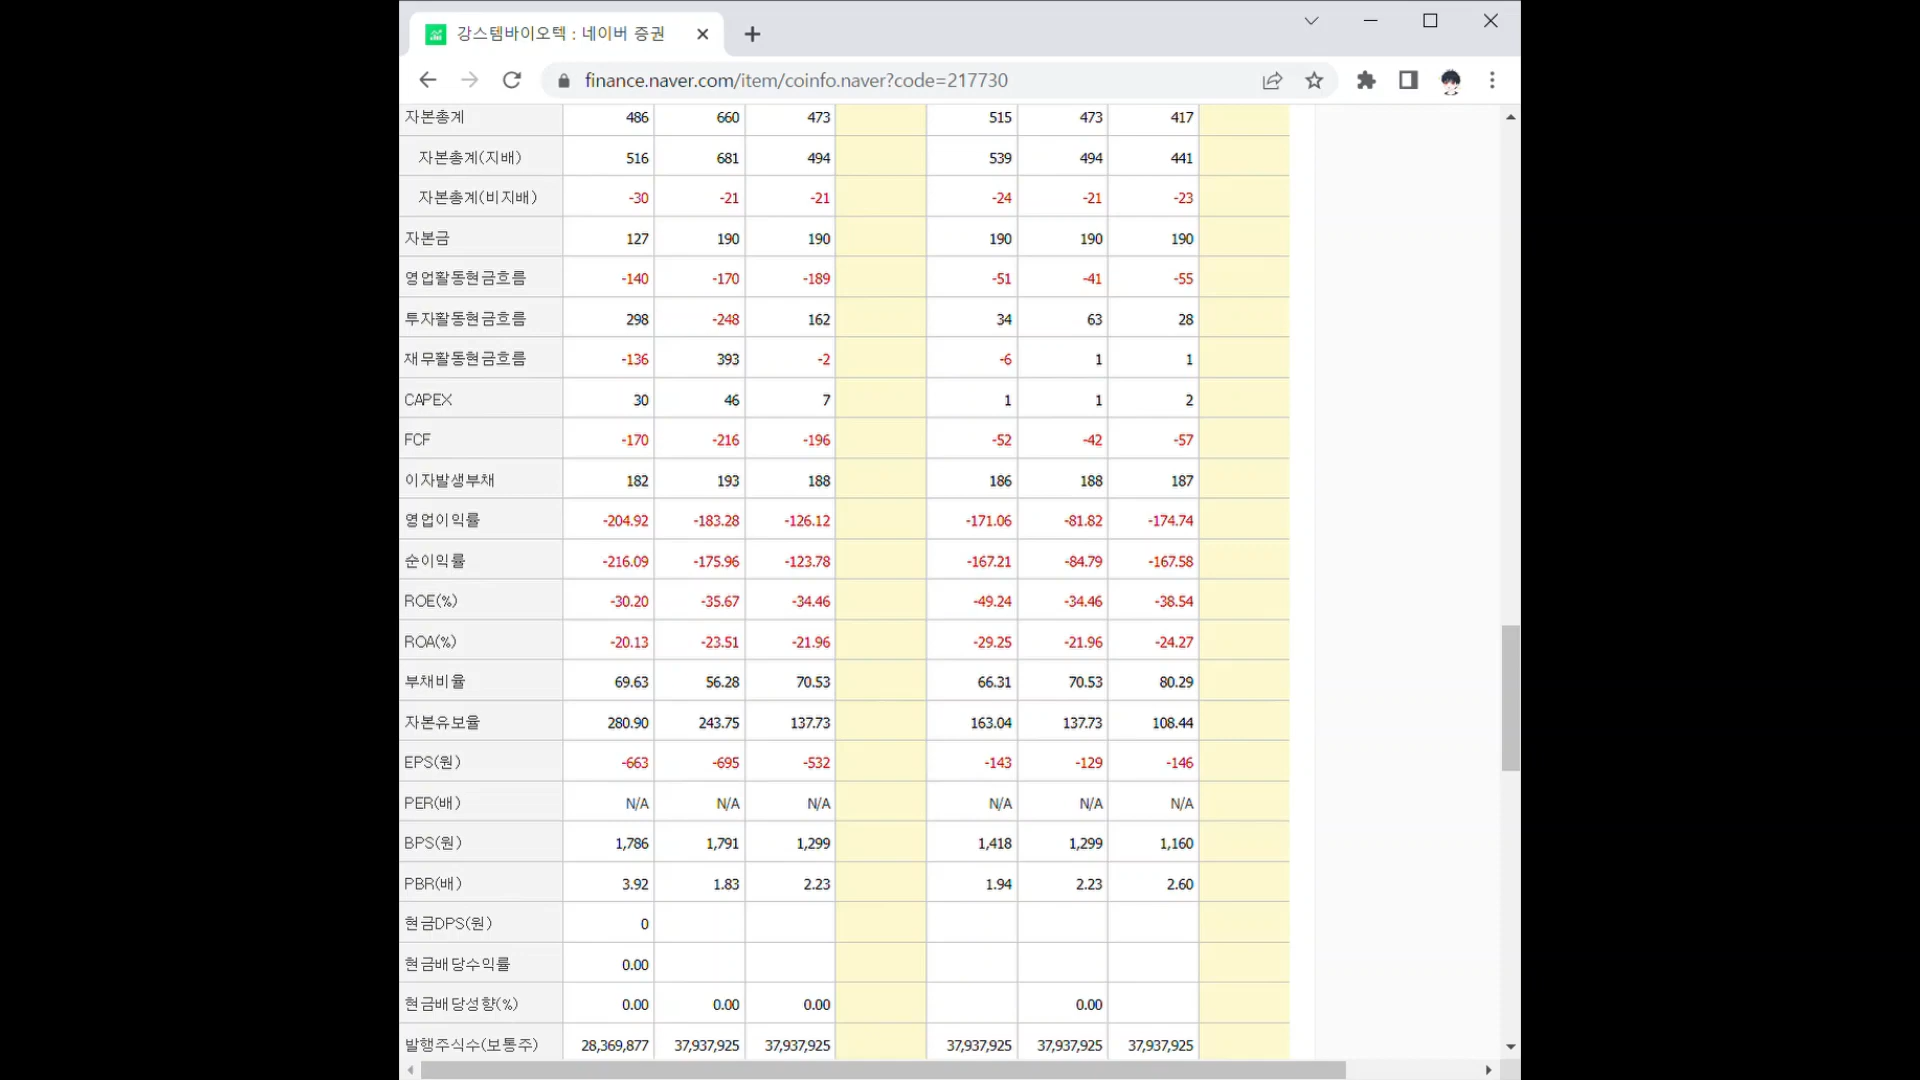 강스템바이오텍 : 네이버 증권
finance.naver.com/item/coinfo.naver?code=217730
자본총계 486 660 473 515 473 417
자본총계(지배) 516 681 494 539 494 441
자본총계(비지배) -30 -21 -21 -24 -21 -23
자본금 127 190 190 190 190 190
영업활동현금흐름 -140 -170 -189 -51 -41 -55
투자활동현금흐름 298 -248 162 34 63 28
재무활동현금흐름 -136 393 -2 -6 1 1
CAPEX 30 46 7 1 1 2
FCF -170 -216 -196 -52 -42 -57
이자발생부채 182 193 188 186 188 187
영업이익률 -204.92 -183.28 -126.12 -171.06 -81.82 -174.74
순이익률 -216.09 -175.96 -123.78 -167.21 -84.79 -167.58
ROE(%) -30.20 -35.67 -34.46 -49.24 -34.46 -38.54
ROA(%) -20.13 -23.51 -21.96 -29.25 -21.96 -24.27
부채비율 69.63 56.28 70.53 66.31 70.53 80.29
자본유보율 280.90 243.75 137.73 163.04 137.73 108.44
EPS(원) -663 -695 -532 -143 -129 -146
PER(배) N/A N/A N/A N/A N/A N/A
BPS(원) 1,786 1,791 1,299 1,418 1,299 1,160
PBR(배) 3.92 1.83 2.23 1.94 2.23 2.60
현금DPS(원) 0
현금배당수익률 0.00
현금배당성향(%) 0.00 0.00 0.00 0.00
발행주식수(보통주) 28,369,877 37,937,925 37,937,925 37,937,925 37,937,925 37,937,925